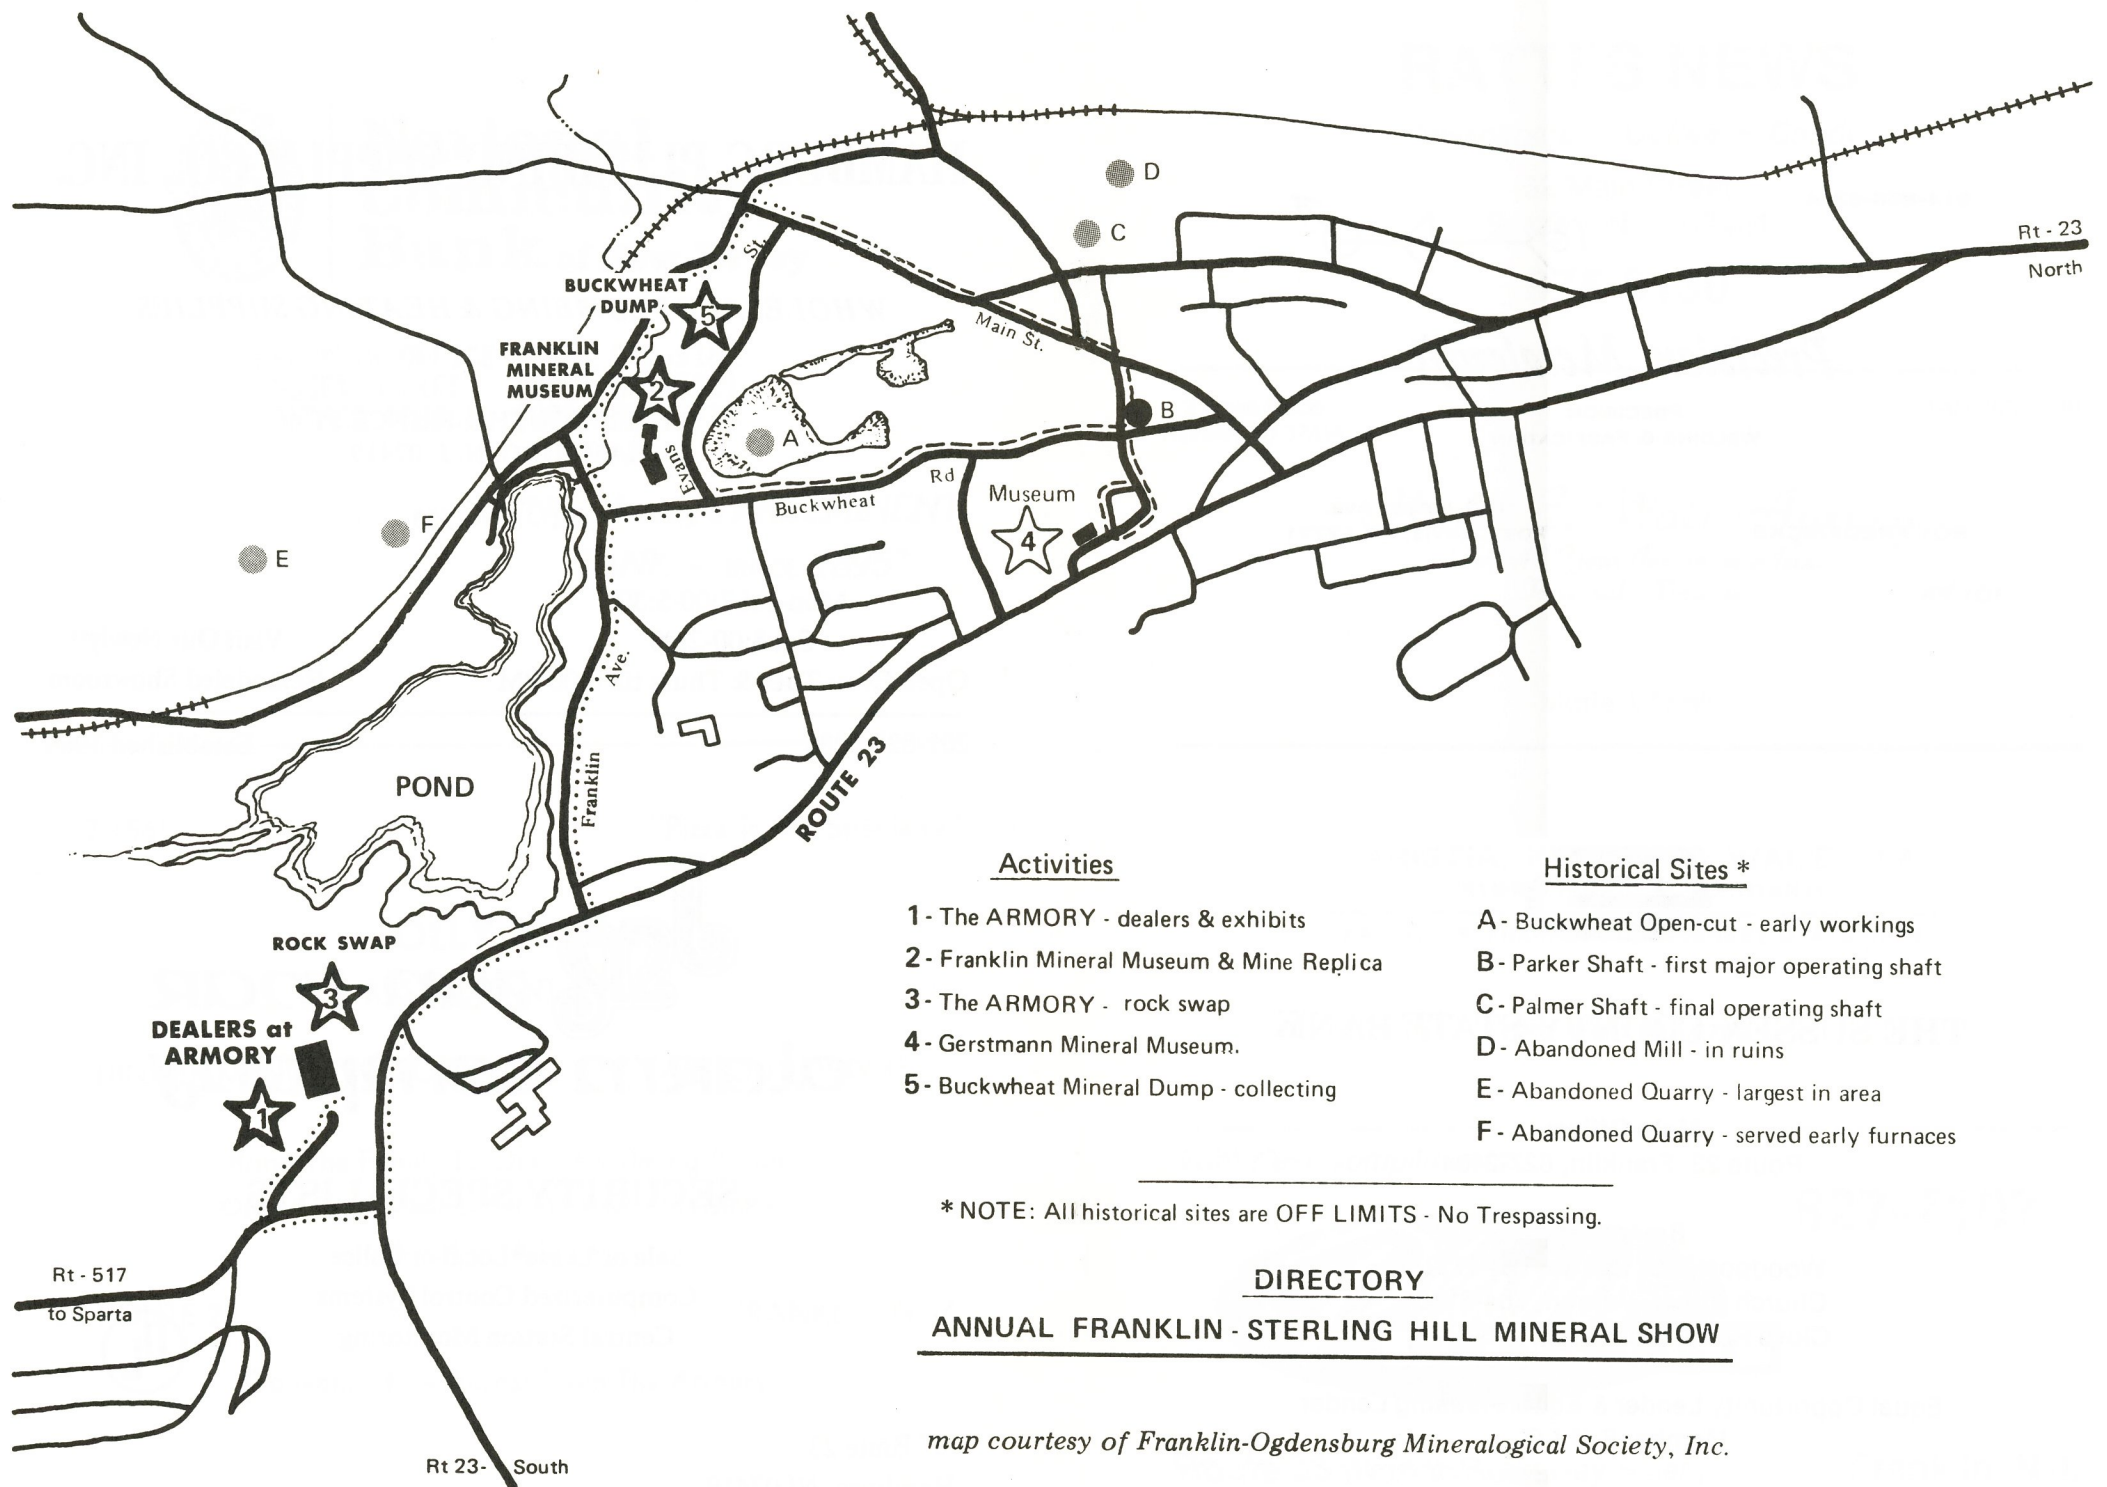 D
C
Rt - 23
North
St.
BUCKWHEAT
DUMP
5
Main St.
FRANKLIN
MINERAL
MUSEUM
2
B
A
Evans
Rd
Buckwheat
Museum
4
F
E
Ave.
Franklin
POND
ROUTE 23
ROCK SWAP
3
DEALERS at
ARMORY
1
Rt - 517
to Sparta
Rt 23- South
Activities
1 - The ARMORY - dealers & exhibits
2 - Franklin Mineral Museum & Mine Replica
3 - The ARMORY - rock swap
4 - Gerstmann Mineral Museum.
5 - Buckwheat Mineral Dump - collecting
Historical Sites *
A - Buckwheat Open-cut - early workings
B - Parker Shaft - first major operating shaft
C - Palmer Shaft - final operating shaft
D - Abandoned Mill - in ruins
E - Abandoned Quarry - largest in area
F - Abandoned Quarry - served early furnaces
* NOTE: All historical sites are OFF LIMITS - No Trespassing.
DIRECTORY
ANNUAL FRANKLIN - STERLING HILL MINERAL SHOW
map courtesy of Franklin-Ogdensburg Mineralogical Society, Inc.